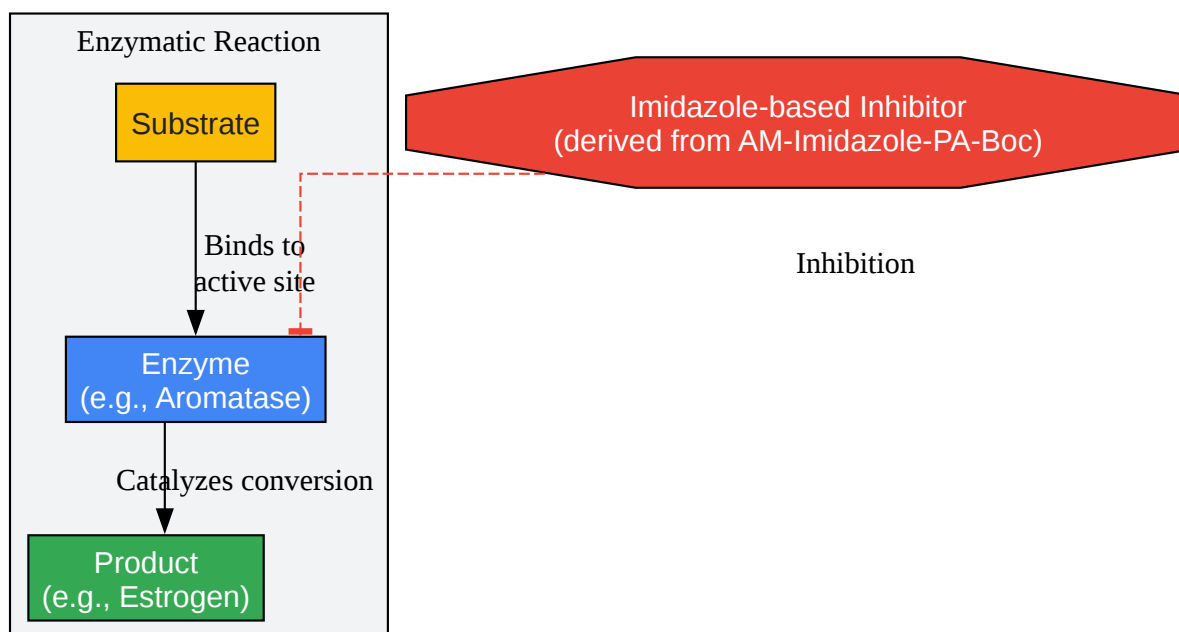 Enzymatic Reaction
Substrate
Imidazole-based Inhibitor
(derived from AM-Imidazole-PA-Boc)
Binds to
active site
Inhibition
Enzyme
(e.g., Aromatase)
Catalyzes conversion
Product
(e.g., Estrogen)